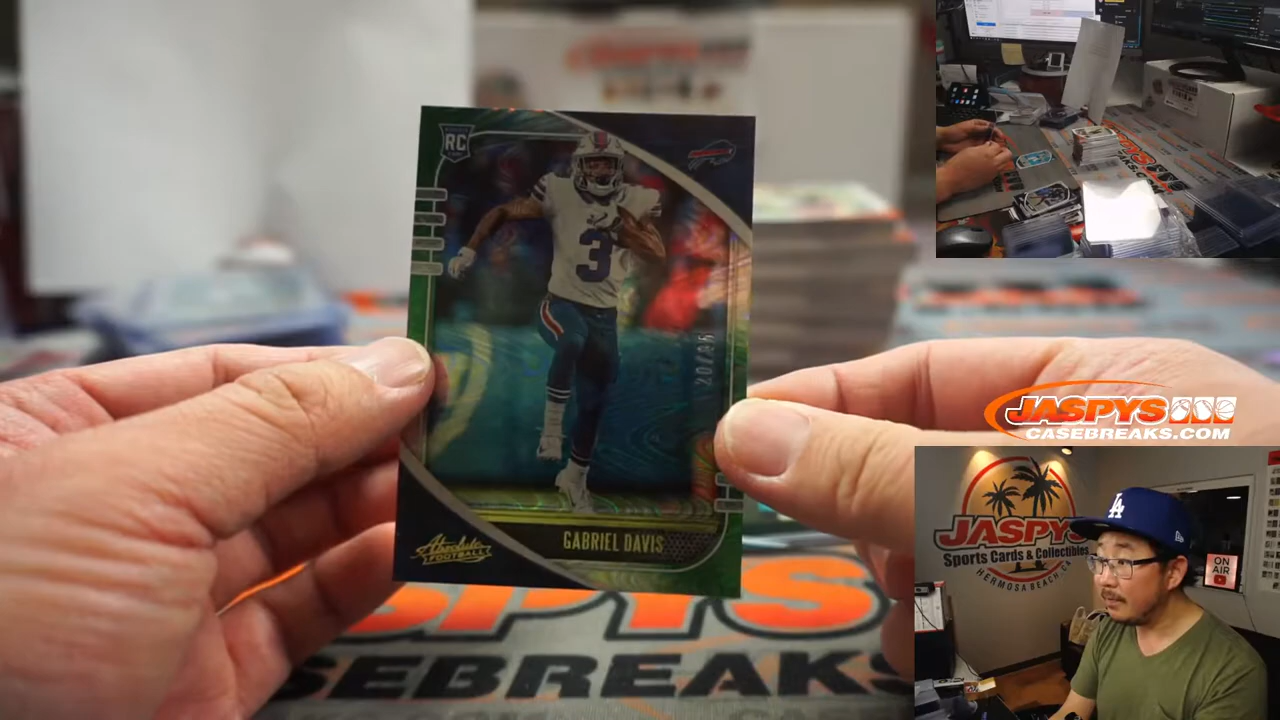 RC
3
GABRIEL DAVIS
Absolute
FOOTBALL
JASPYS
CASEBREAKS.COM
JASPYS
Sports Cards & Collectibles
HERMOSA BEACH, CA
LA
ON
AIR
SPYS
SEBREAKS